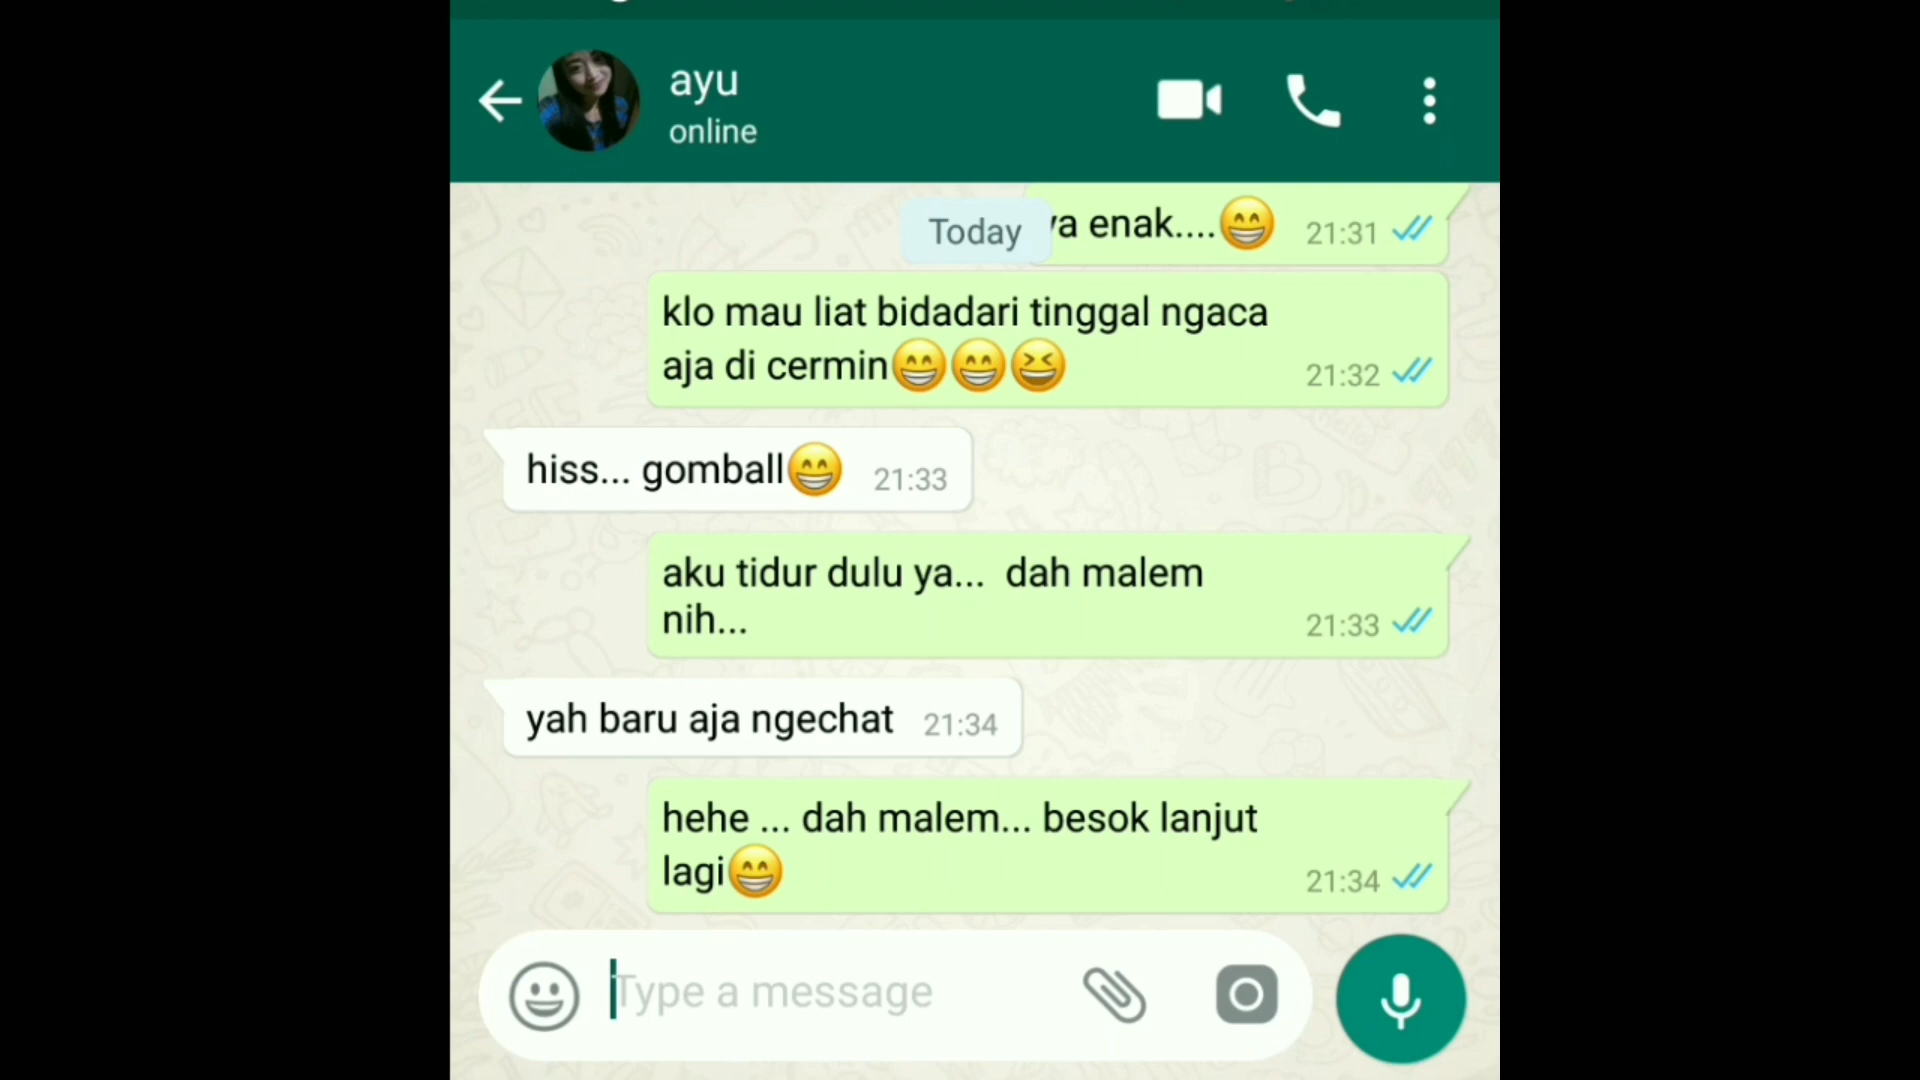 ayu
online
Today
enak....😁 21:31
klo mau liat bidadari tinggal ngaca
aja di cermin😁😁😆 21:32
hiss... gomball😁 21:33
aku tidur dulu ya... dah malem
nih... 21:33
yah baru aja ngechat 21:34
hehe ... dah malem... besok lanjut
lagi😁 21:34
Type a message